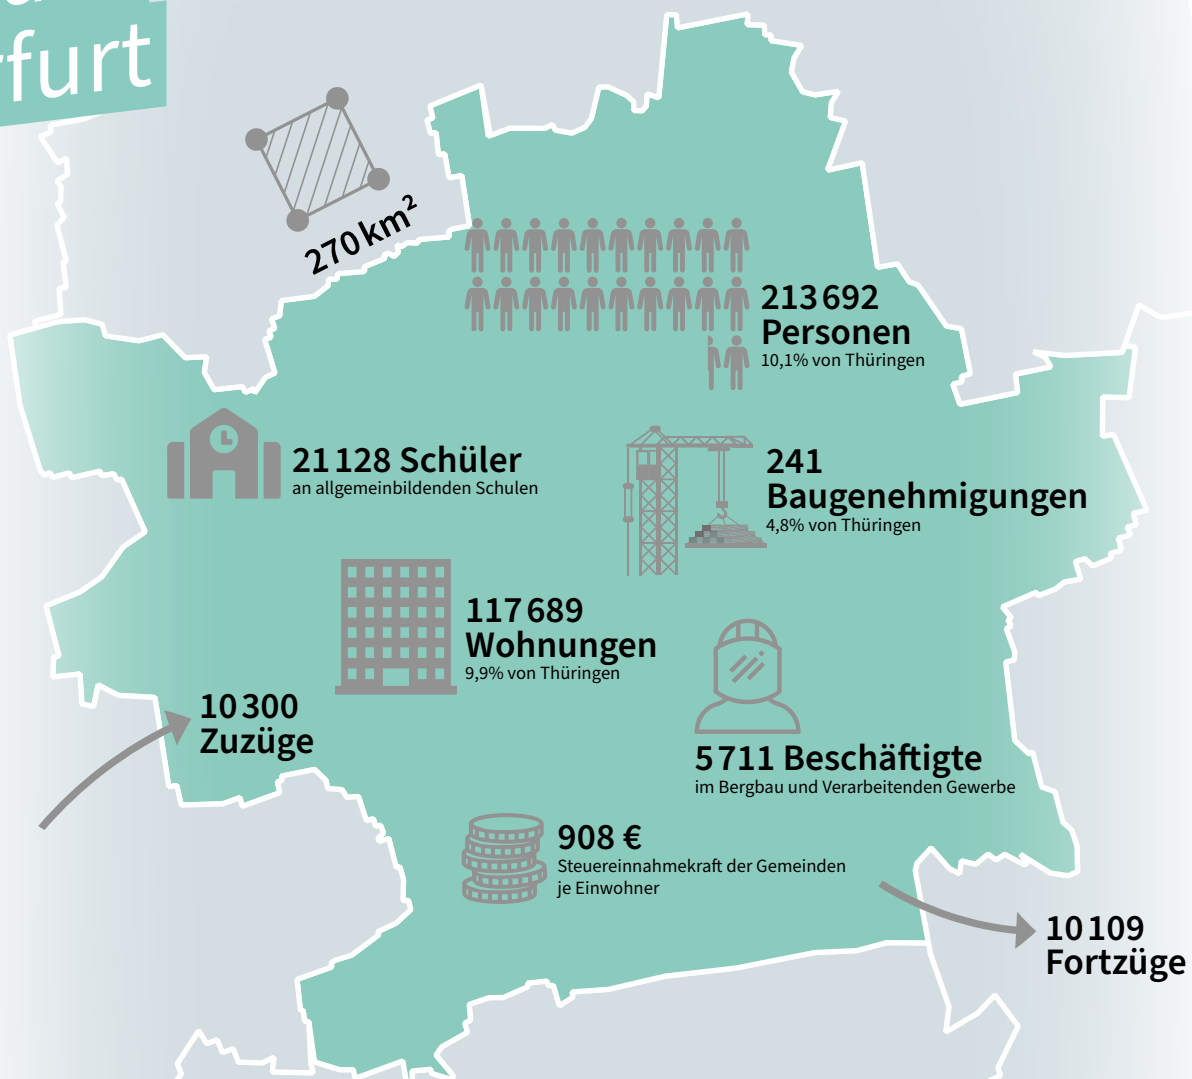 furt
270 km²
213 692
Personen
10,1% von Thüringen
21 128 Schüler
an allgemeinbildenden Schulen
241
Baugenehmigungen
4,8% von Thüringen
117 689
Wohnungen
9,9% von Thüringen
10 300
Zuzüge
5 711 Beschäftigte
im Bergbau und Verarbeitenden Gewerbe
908 €
Steuereinnahmekraft der Gemeinden
je Einwohner
10 109
Fortzüge